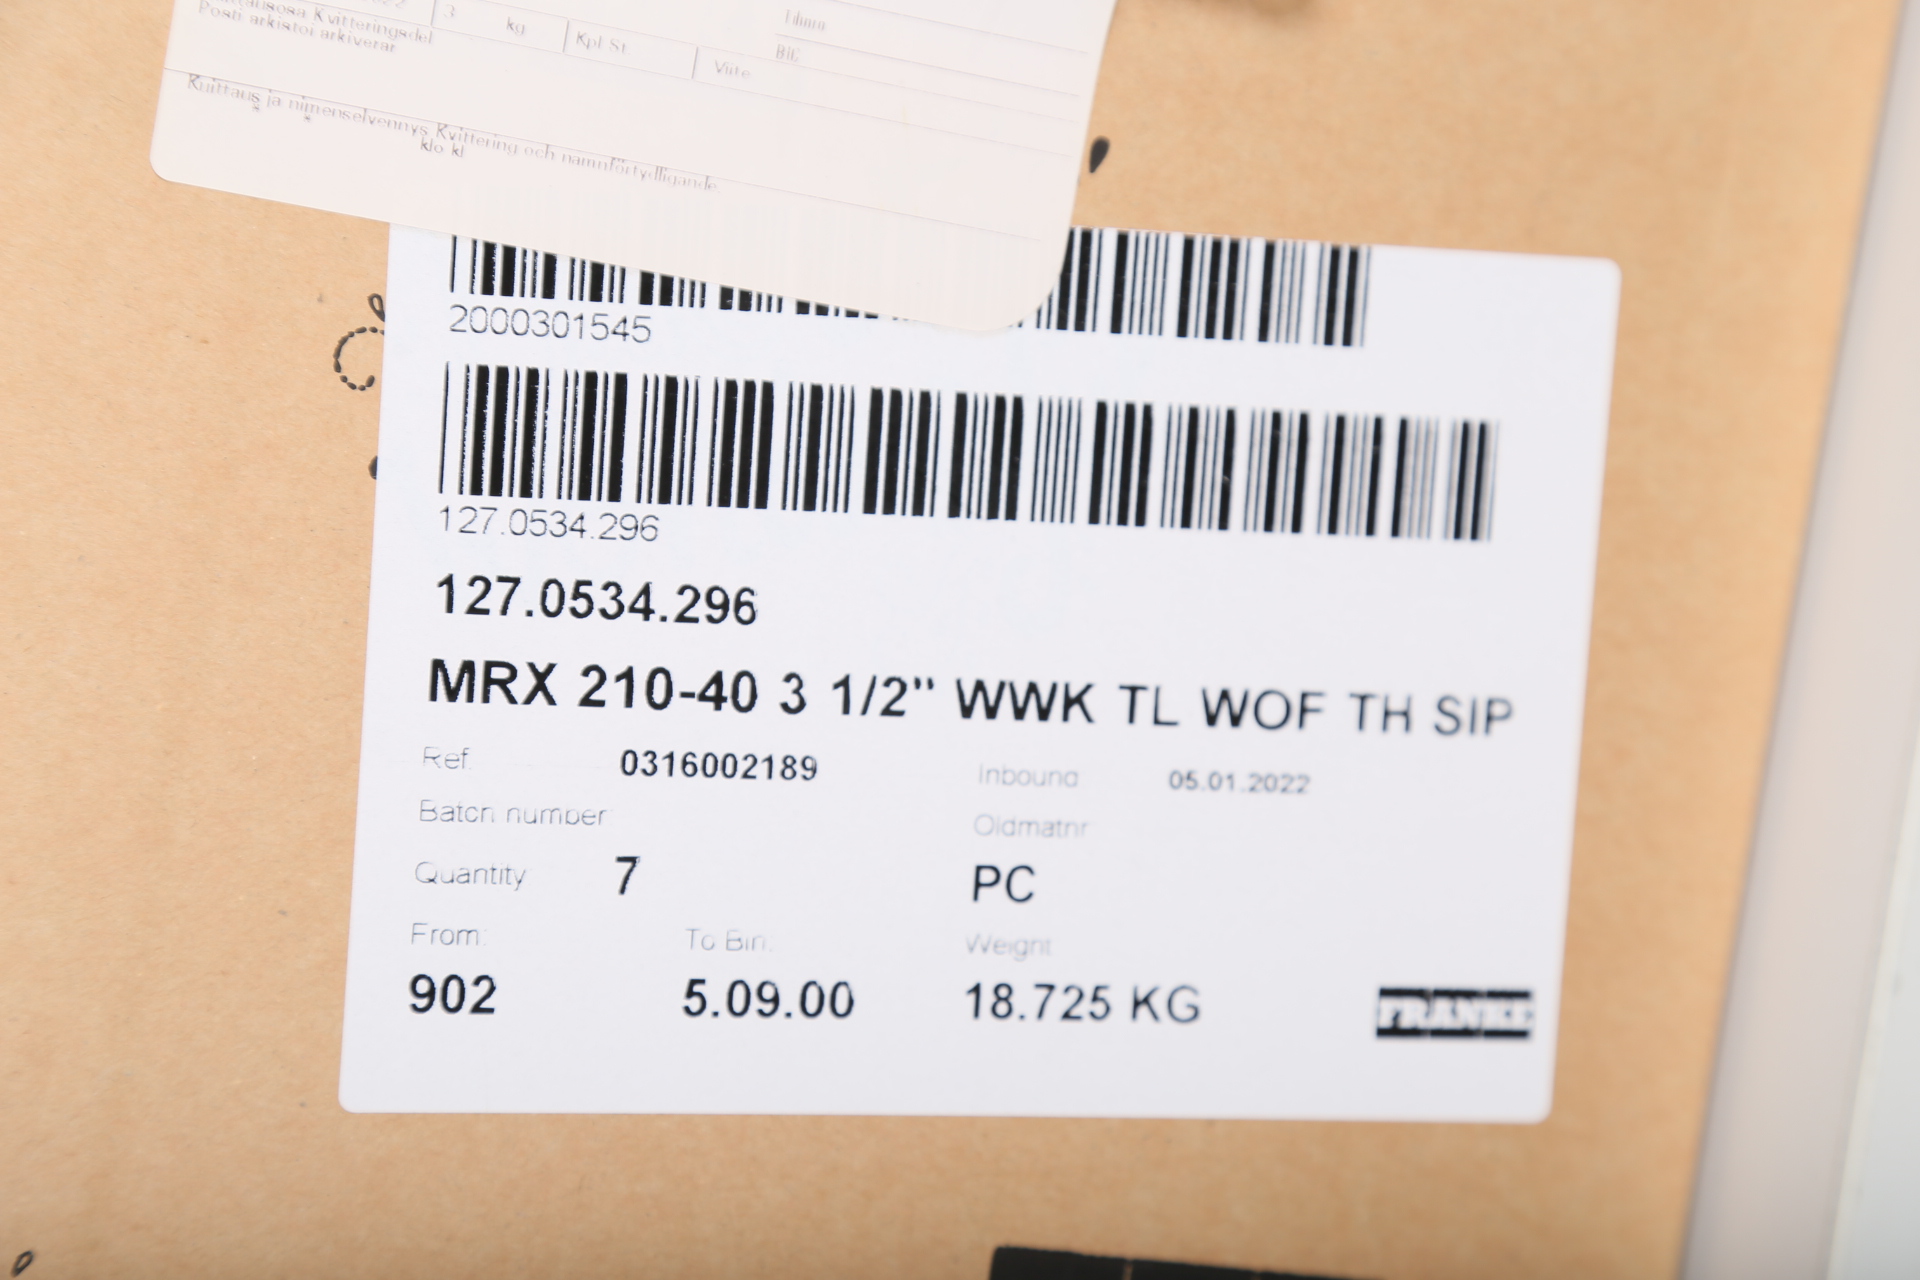 3 kg Kpl St
Viite
BIC
Kvitteringsdel
Posti arkistoi arkiverar
Kuittaus ja nimenselvennys Kvittering och namnförtydligande
klo kl
2000301545
127.0534.296
127.0534.296
MRX 210-40 3 1/2" WWK TL WOF TH SIP
Ref. 0316002189 Inbound 05.01.2022
Batch number: Oldmatnr
Quantity 7 PC
From: To Bin: Weight
902 5.09.00 18.725 KG
FRANKE